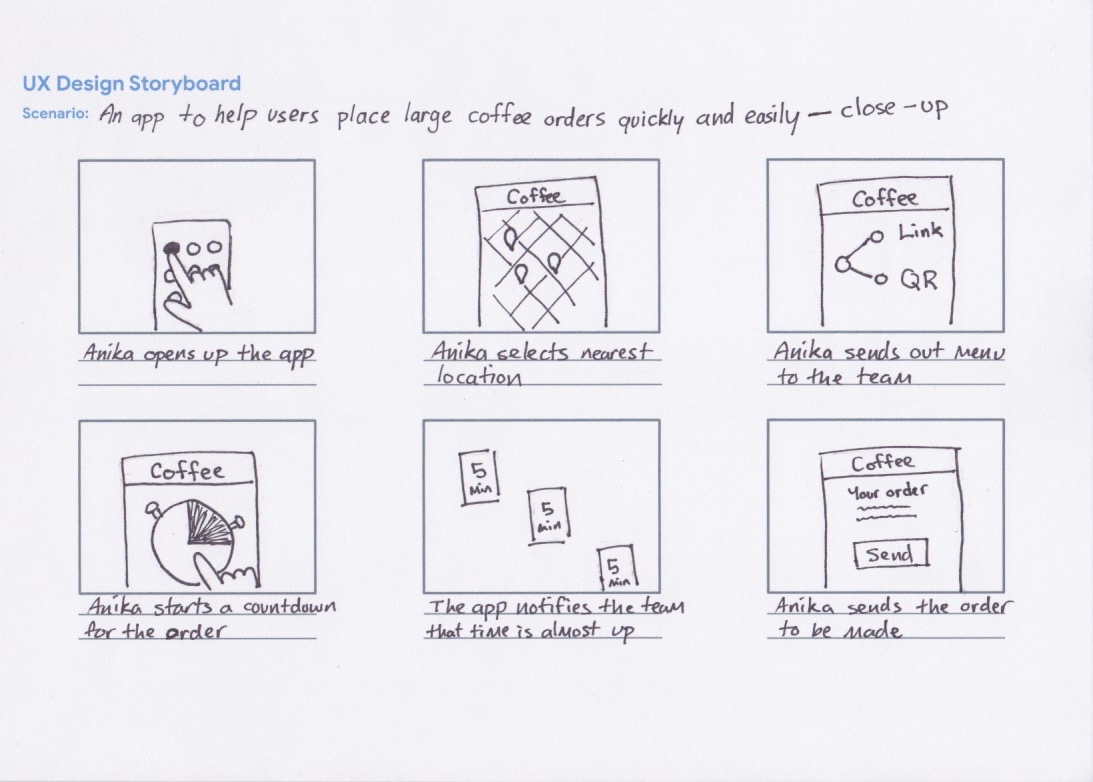 UX Design Storyboard
Scenario: An app to help users place large coffee orders quickly and easily — close-up
Coffee
Coffee
Link
QR
Anika opens up the app
Anika selects nearest
location
Anika sends out menu
to the team
Coffee
5
Min
5
Min
5
Min
Coffee
Your order
Send
Anika starts a countdown
for the order
The app notifies the team
that time is almost up
Anika sends the order
to be made